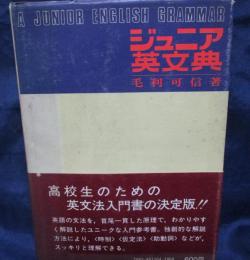 A JUNIOR ENGLISH GRAMMAR
ジュニア
英文典
毛利可信著
高校生のための
英文法入門書の決定版!!
英語の文法を、首尾一貫した原理で、わかりやす
く解説したユニークな入門参考書。独創的な解説
方法により、〈時制〉〈仮定法〉〈助動詞〉などが、
スッキリと理解できる。
600円